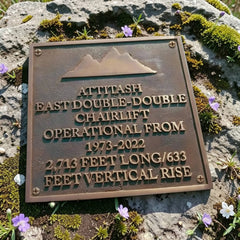 ATTITASH
EAST DOUBLE-DOUBLE
CHAIRLIFT
OPERATIONAL FROM
1973-2022
2,713 FEET LONG/633
FEET VERTICAL RISE